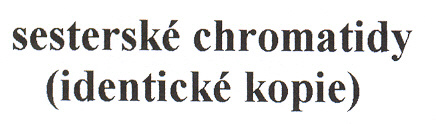 sesterské chromatidy
(identické kopie)